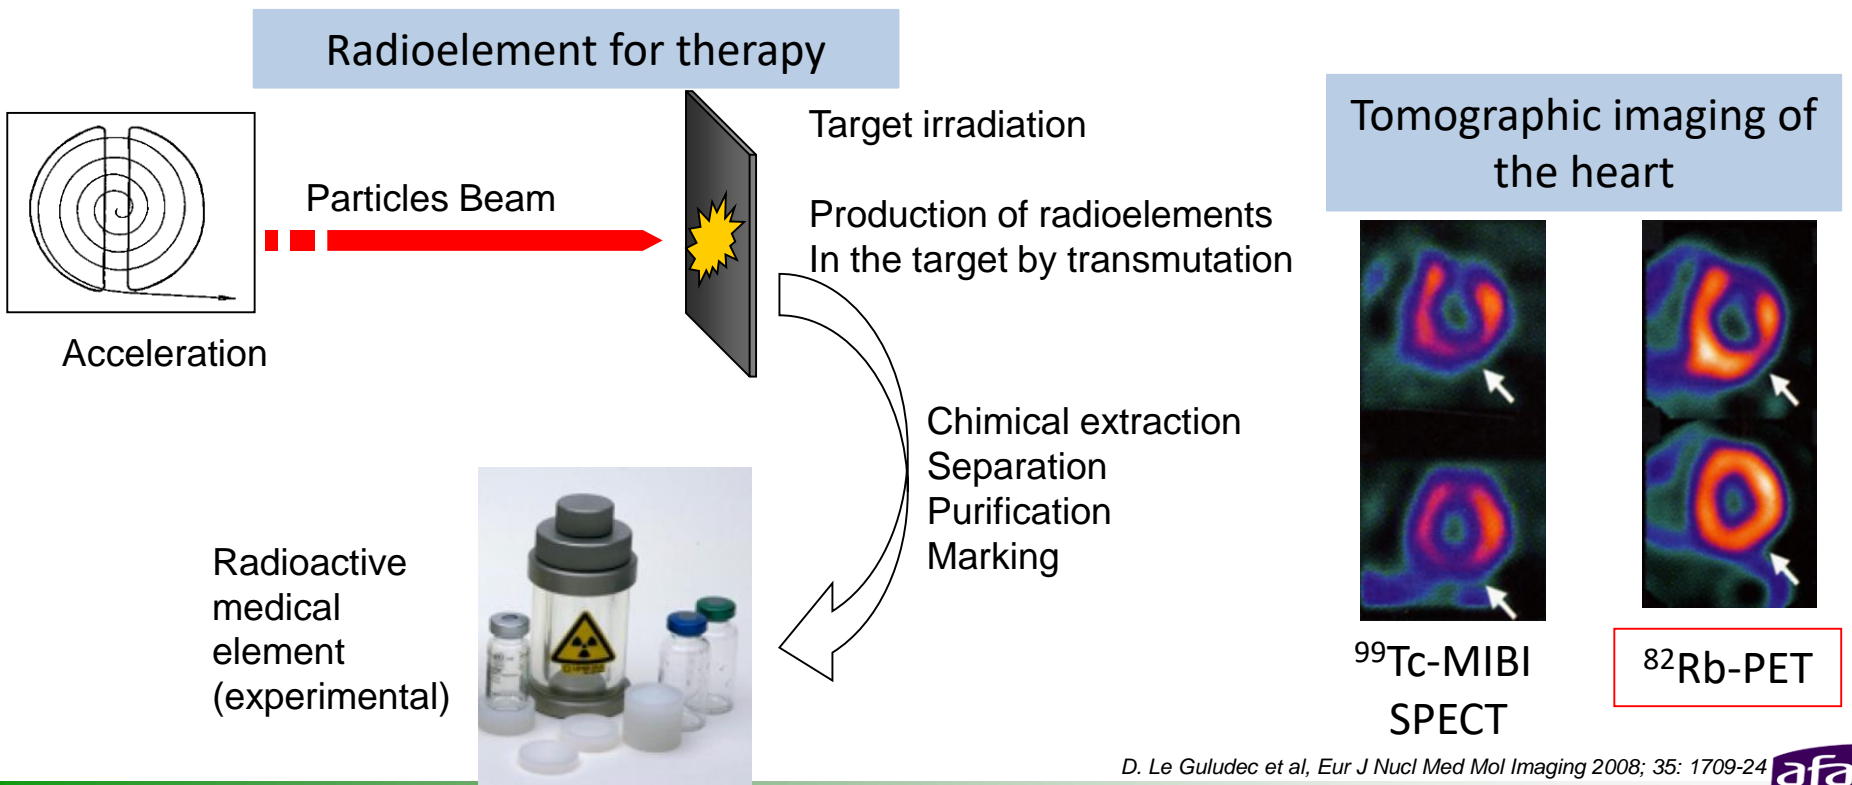 Radioelement for therapy
Acceleration
Particles Beam
Target irradiation
Production of radioelements
In the target by transmutation
Chimical extraction
Separation
Purification
Marking
Radioactive
medical
element
(experimental)
Tomographic imaging of
the heart
⁹⁹Tc-MIBI
SPECT
⁸²Rb-PET
D. Le Guludec et al, Eur J Nucl Med Mol Imaging 2008; 35: 1709-24
afa